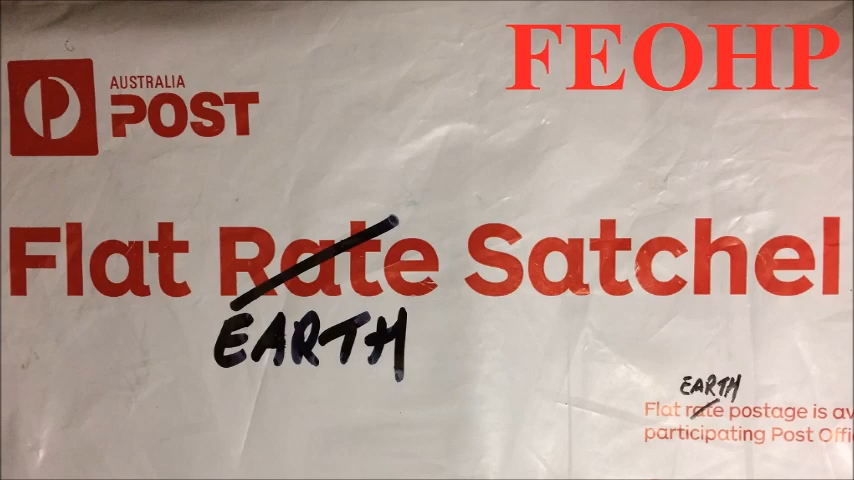 FEOHP
AUSTRALIA
POST
Flat Rate Satchel
EARTH
EARTH
Flat rate postage is av
participating Post Offi